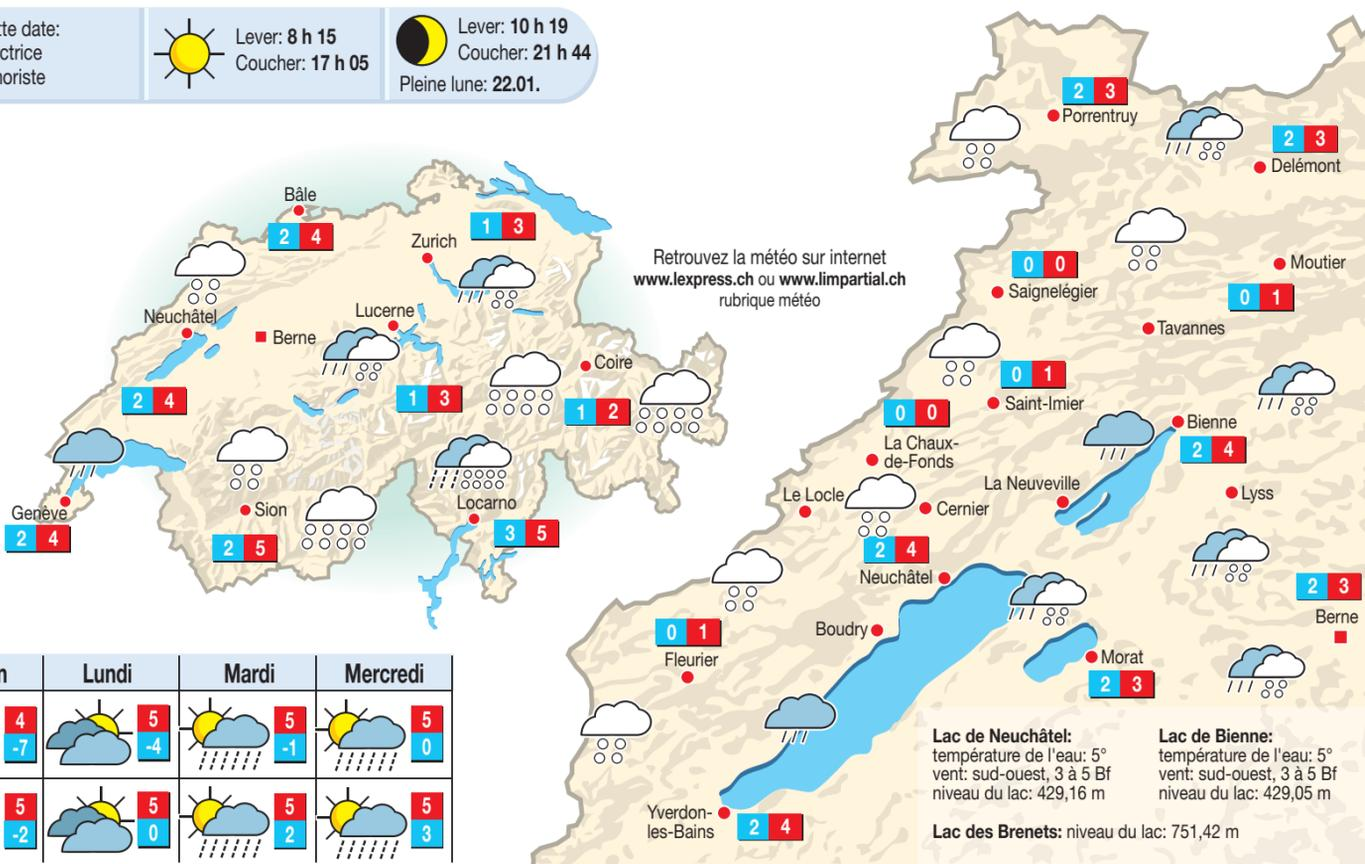 tte date:
ctrice
noriste
Lever: 8 h 15
Coucher: 17 h 05
Lever: 10 h 19
Coucher: 21 h 44
Pleine lune: 22.01.
Bâle
2 4
1 3
Zurich
Neuchâtel
Berne
Lucerne
Coire
2 4
1 3
1 2
Genève
2 4
Sion
2 5
Locarno
3 5
Retrouvez la météo sur internet
www.lexpress.ch ou www.limpartial.ch
rubrique météo
2 3
Porrentruy
2 3
Delémont
0 0
Saignelégier
Moutier
0 1
Tavannes
0 1
Saint-Imier
0 0
La Chaux-
de-Fonds
Bienne
2 4
La Neuveville
Lyss
Le Locle
Cernier
2 4
Neuchâtel
2 3
Berne
Boudry
0 1
Fleurier
Morat
2 3
Yverdon-
les-Bains
2 4
n
Lundi
Mardi
Mercredi
4
-7
5
-4
5
-1
5
0
5
-2
5
0
5
2
5
3
Lac de Neuchâtel:
température de l'eau: 5°
vent: sud-ouest, 3 à 5 Bf
niveau du lac: 429,16 m
Lac de Bienne:
température de l'eau: 5°
vent: sud-ouest, 3 à 5 Bf
niveau du lac: 429,05 m
Lac des Brenets: niveau du lac: 751,42 m